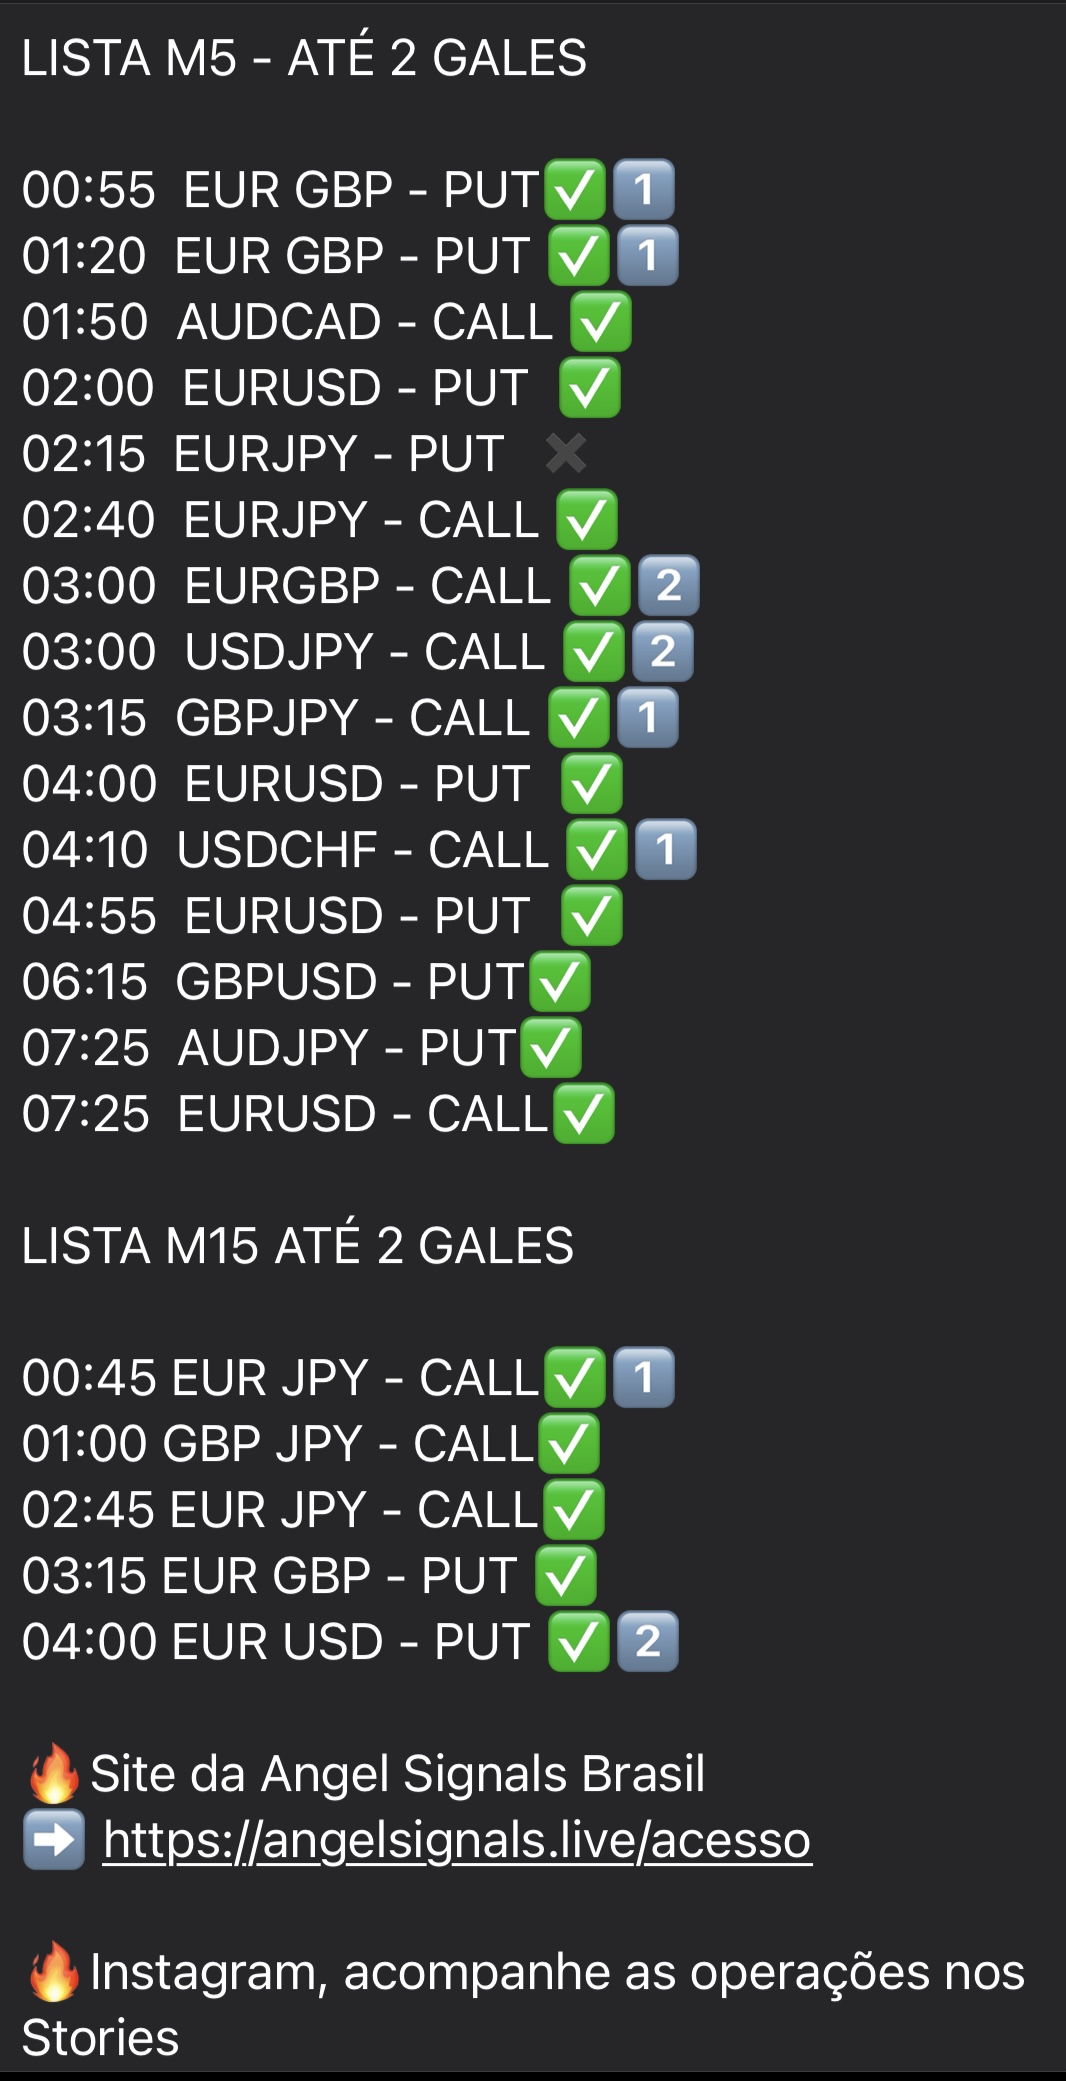 LISTA M5 - ATÉ 2 GALES
00:55 EUR GBP - PUT✅1️⃣
01:20 EUR GBP - PUT ✅1️⃣
01:50 AUDCAD - CALL ✅
02:00 EURUSD - PUT ✅
02:15 EURJPY - PUT ✖️
02:40 EURJPY - CALL ✅
03:00 EURGBP - CALL ✅2️⃣
03:00 USDJPY - CALL ✅2️⃣
03:15 GBPJPY - CALL ✅1️⃣
04:00 EURUSD - PUT ✅
04:10 USDCHF - CALL ✅1️⃣
04:55 EURUSD - PUT ✅
06:15 GBPUSD - PUT✅
07:25 AUDJPY - PUT✅
07:25 EURUSD - CALL✅
LISTA M15 ATÉ 2 GALES
00:45 EUR JPY - CALL✅1️⃣
01:00 GBP JPY - CALL✅
02:45 EUR JPY - CALL✅
03:15 EUR GBP - PUT ✅
04:00 EUR USD - PUT ✅2️⃣
🔥Site da Angel Signals Brasil
➡️ https://angelsignals.live/acesso
🔥Instagram, acompanhe as operações nos
Stories